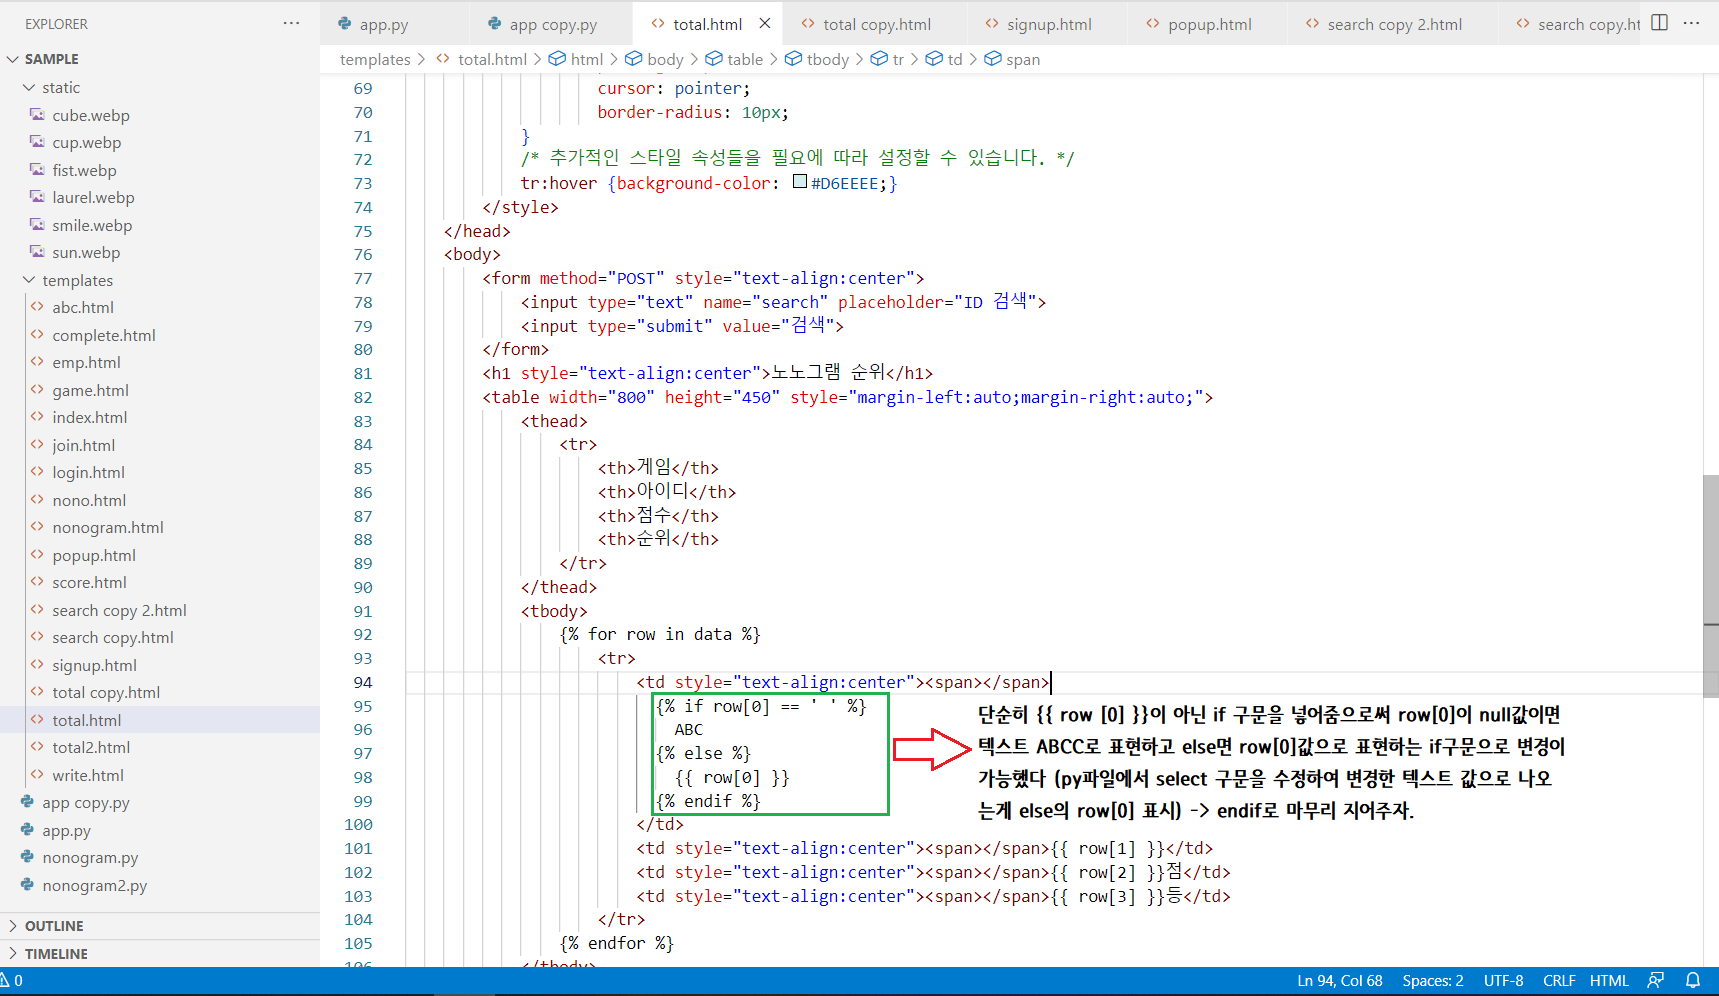 EXPLORER
···
app.py
app copy.py
total.html
total copy.html
signup.html
popup.html
search copy 2.html
search copy.ht
···
SAMPLE
static
cube.webp
cup.webp
fist.webp
laurel.webp
smile.webp
sun.webp
templates
abc.html
complete.html
emp.html
game.html
index.html
join.html
login.html
nono.html
nonogram.html
popup.html
score.html
search copy 2.html
search copy.html
signup.html
total copy.html
total.html
total2.html
write.html
app copy.py
app.py
nonogram.py
nonogram2.py
OUTLINE
TIMELINE
templates > <> total.html > html > body > table > tbody > tr > td > span
69 cursor: pointer;
70 border-radius: 10px;
71 }
72 /* 추가적인 스타일 속성들을 필요에 따라 설정할 수 있습니다. */
73 tr:hover {background-color: #D6EEEE;}
74 </style>
75 </head>
76 <body>
77 <form method="POST" style="text-align:center">
78 <input type="text" name="search" placeholder="ID 검색">
79 <input type="submit" value="검색">
80 </form>
81 <h1 style="text-align:center">노노그램 순위</h1>
82 <table width="800" height="450" style="margin-left:auto;margin-right:auto;">
83 <thead>
84 <tr>
85 <th>게임</th>
86 <th>아이디</th>
87 <th>점수</th>
88 <th>순위</th>
89 </tr>
90 </thead>
91 <tbody>
92 {% for row in data %}
93 <tr>
94 <td style="text-align:center"><span></span>
95 {% if row[0] == ' ' %}
96 ABC
97 {% else %}
98 {{ row[0] }}
99 {% endif %}
100 </td>
101 <td style="text-align:center"><span></span>{{ row[1] }}</td>
102 <td style="text-align:center"><span></span>{{ row[2] }}점</td>
103 <td style="text-align:center"><span></span>{{ row[3] }}등</td>
104 </tr>
105 {% endfor %}
106 </tbody>
단순히 {{ row [0] }}이 아닌 if 구문을 넣어줌으로써 row[0]이 null값이면
텍스트 ABCC로 표현하고 else면 row[0]값으로 표현하는 if구문으로 변경이
가능했다 (py파일에서 select 구문을 수정하여 변경한 텍스트 값으로 나오
는게 else의 row[0] 표시) -> endif로 마무리 지어주자.
0
Ln 94, Col 68
Spaces: 2
UTF-8
CRLF
HTML